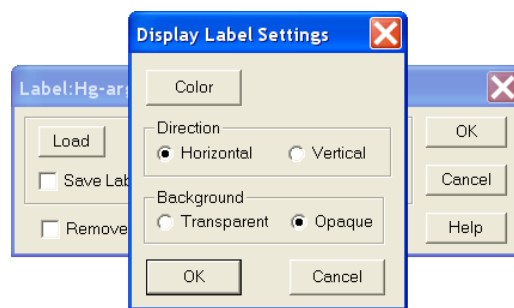 Display Label Settings
Label:Hg-ar
Color
Load
OK
Direction
Horizontal Vertical
Save Lab
Cancel
Background
Transparent Opaque
Remove
Help
OK Cancel